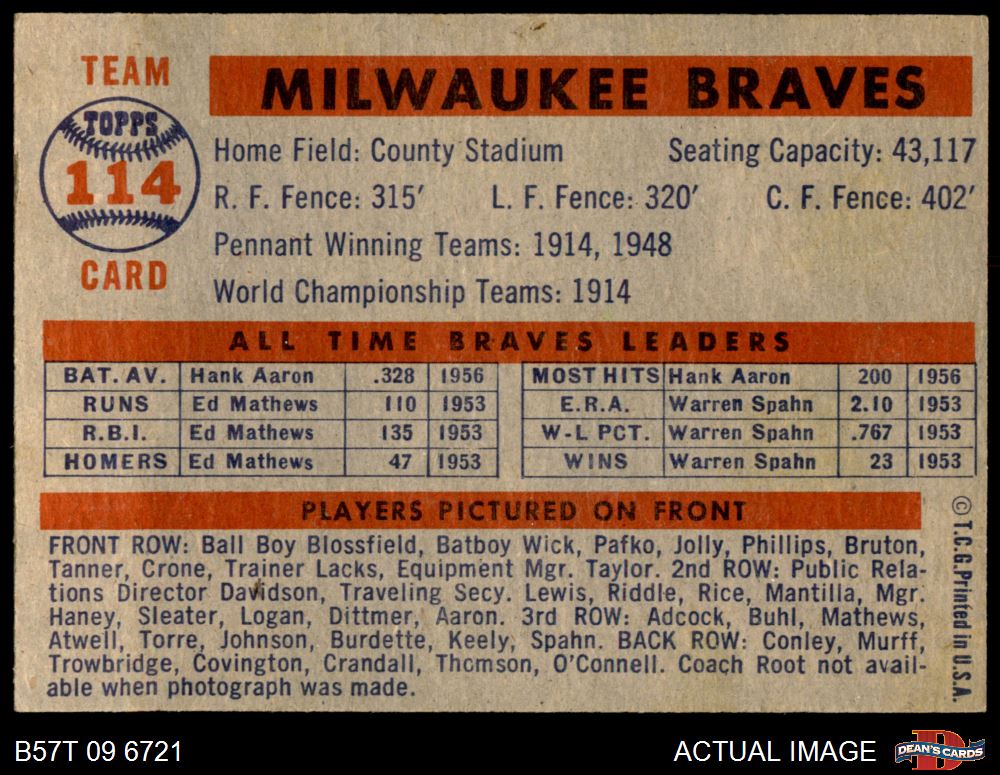 TEAM
TOPPS
114
CARD
MILWAUKEE BRAVES
Home Field: County Stadium Seating Capacity: 43,117
R. F. Fence: 315′ L. F. Fence: 320′ C. F. Fence: 402′
Pennant Winning Teams: 1914, 1948
World Championship Teams: 1914
ALL TIME BRAVES LEADERS
BAT. AV. Hank Aaron .328 1956 MOST HITS Hank Aaron 200 1956
RUNS Ed Mathews 110 1953 E.R.A. Warren Spahn 2.10 1953
R.B.I. Ed Mathews 135 1953 W-L PCT. Warren Spahn .767 1953
HOMERS Ed Mathews 47 1953 WINS Warren Spahn 23 1953
PLAYERS PICTURED ON FRONT
FRONT ROW: Ball Boy Blossfield, Batboy Wick, Pafko, Jolly, Phillips, Bruton,
Tanner, Crone, Trainer Lacks, Equipment Mgr. Taylor. 2nd ROW: Public Rela-
tions Director Davidson, Traveling Secy. Lewis, Riddle, Rice, Mantilla, Mgr.
Haney, Sleater, Logan, Dittmer, Aaron. 3rd ROW: Adcock, Buhl, Mathews,
Atwell, Torre, Johnson, Burdette, Keely, Spahn. BACK ROW: Conley, Murff,
Trowbridge, Covington, Crandall, Thomson, O'Connell. Coach Root not avail-
able when photograph was made.
© T.C.G. Printed in U.S.A.
B57T 09 6721 ACTUAL IMAGE
D
DEAN'S CARDS